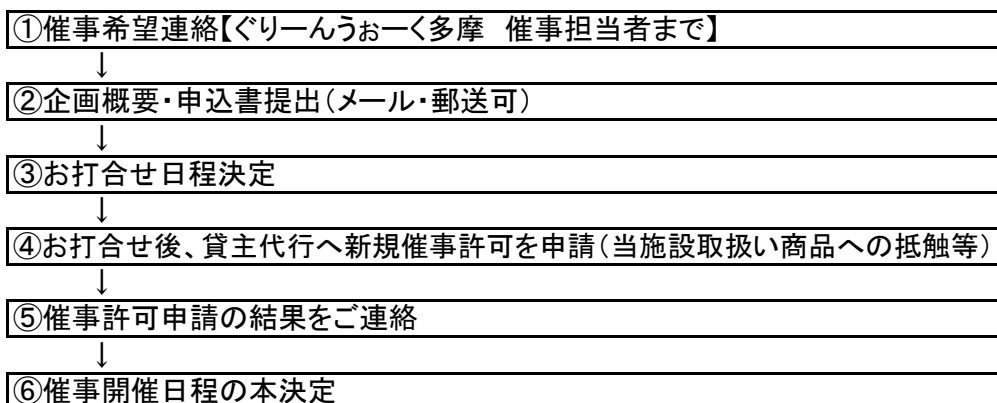 ①催事希望連絡【ぐりーんうぉーく多摩　催事担当者まで】
↓
②企画概要・申込書提出（メール・郵送可）
↓
③お打合せ日程決定
↓
④お打合せ後、貸主代行へ新規催事許可を申請（当施設取扱い商品への抵触等）
↓
⑤催事許可申請の結果をご連絡
↓
⑥催事開催日程の本決定